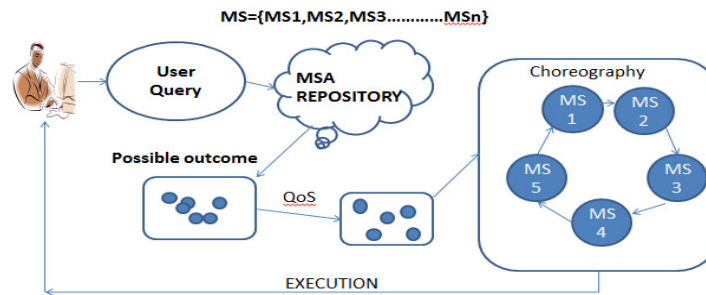 MS={MS1,MS2,MS3............MSn}
User
Query
MSA
REPOSITORY
Choreography
MS
1
MS
2
MS
3
MS
4
MS
5
Possible outcome
QoS
EXECUTION